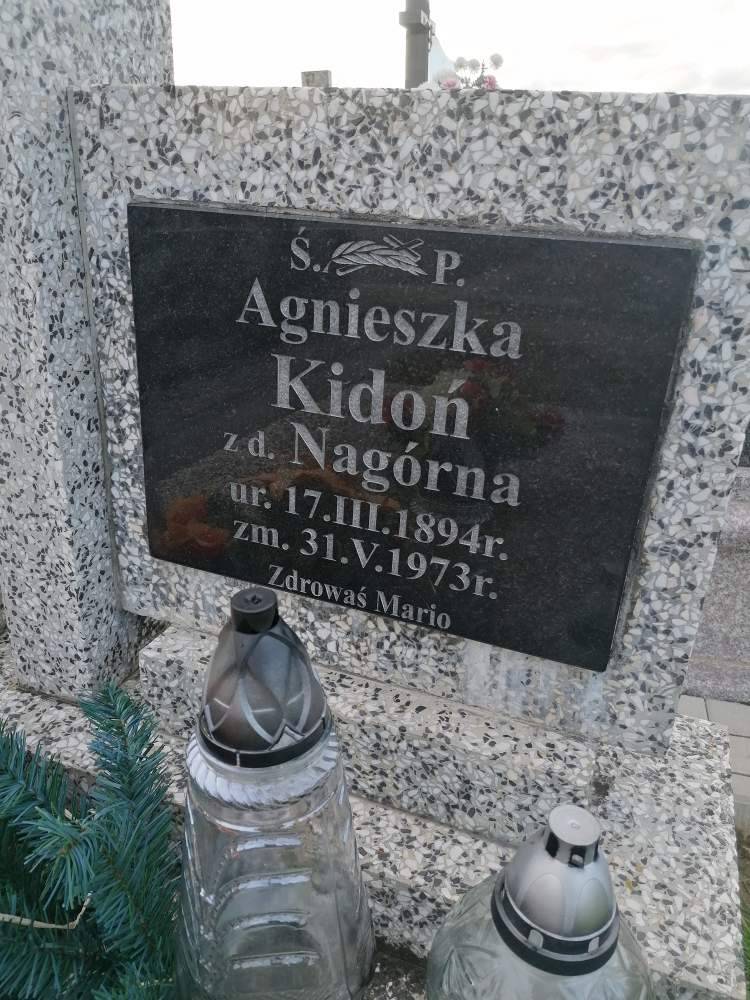 Ś. P.
Agnieszka
Kidoń
z d. Nagórna
ur. 17.III.1894r.
zm. 31.V.1973r.
Zdrowaś Mario